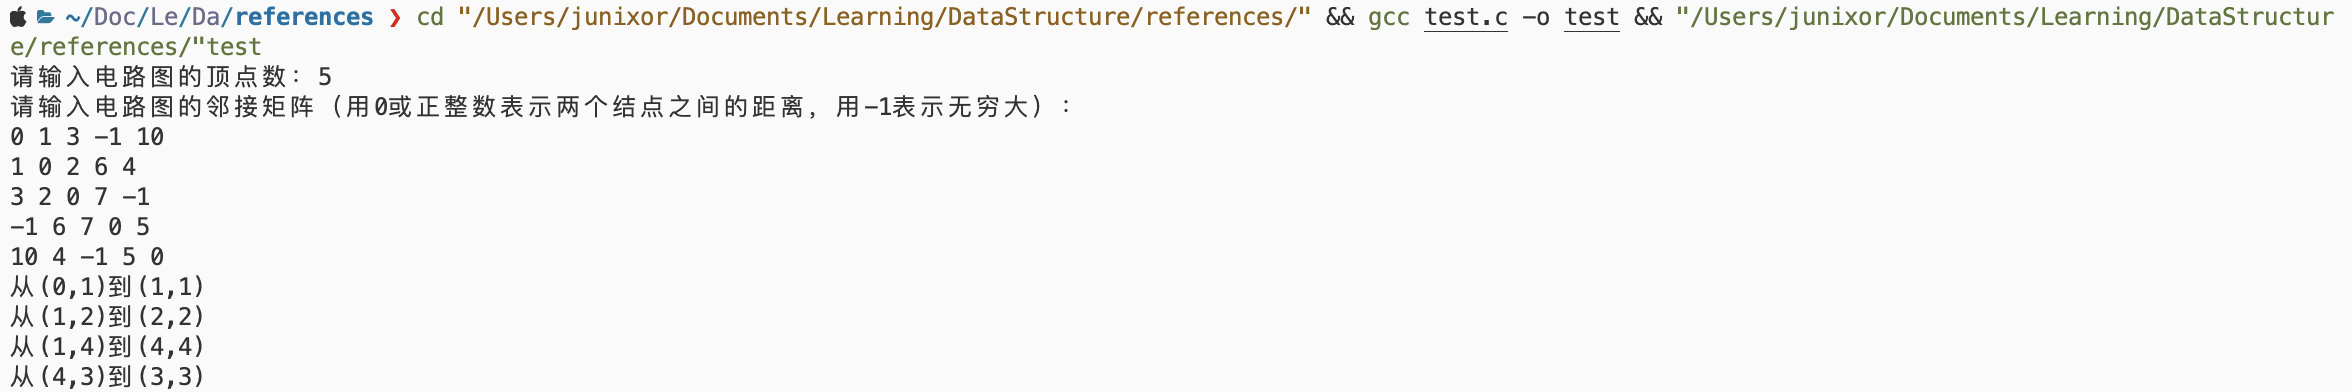 ~/Doc/Le/Da/references ❯ cd "/Users/junixor/Documents/Learning/DataStructure/references/" && gcc test.c -o test && "/Users/junixor/Documents/Learning/DataStructur
e/references/"test
请输入电路图的顶点数：5
请输入电路图的邻接矩阵（用0或正整数表示两个结点之间的距离，用-1表示无穷大）：
0 1 3 -1 10
1 0 2 6 4
3 2 0 7 -1
-1 6 7 0 5
10 4 -1 5 0
从(0,1)到(1,1)
从(1,2)到(2,2)
从(1,4)到(4,4)
从(4,3)到(3,3)